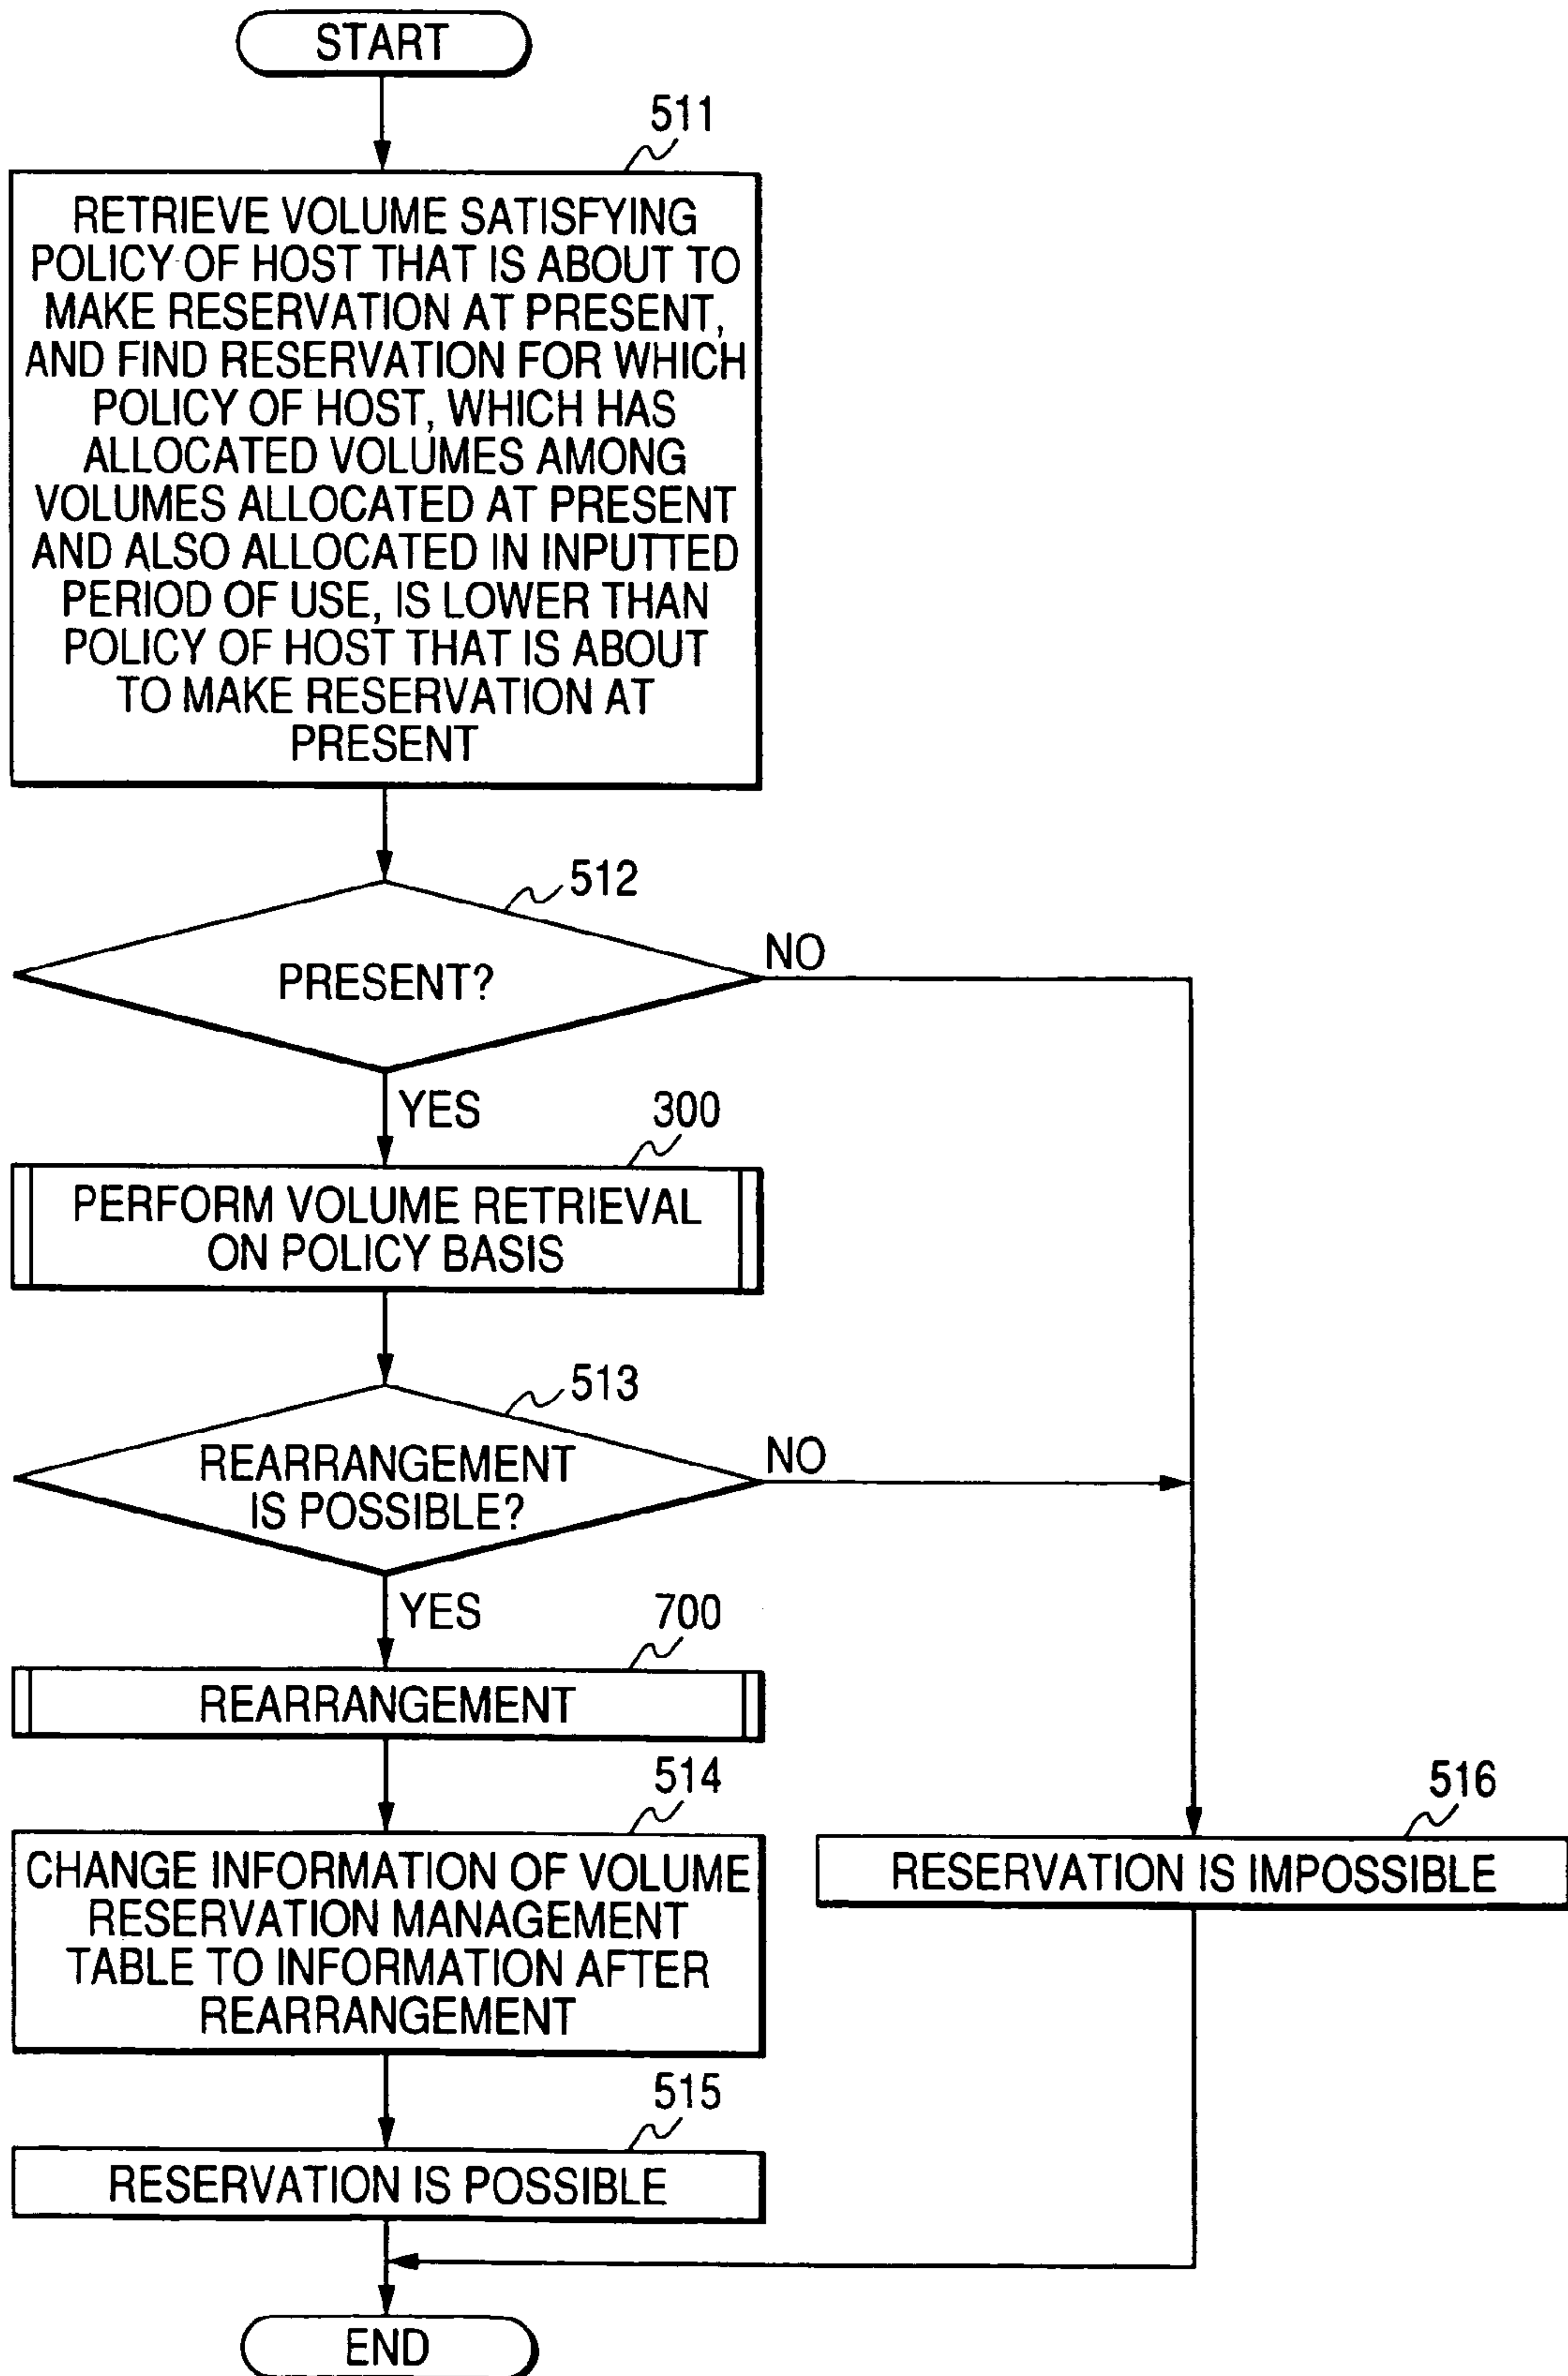 START
511
RETRIEVE VOLUME SATISFYING
POLICY OF HOST THAT IS ABOUT TO
MAKE RESERVATION AT PRESENT,
AND FIND RESERVATION FOR WHICH
POLICY OF HOST, WHICH HAS
ALLOCATED VOLUMES AMONG
VOLUMES ALLOCATED AT PRESENT
AND ALSO ALLOCATED IN INPUTTED
PERIOD OF USE, IS LOWER THAN
POLICY OF HOST THAT IS ABOUT
TO MAKE RESERVATION AT
PRESENT
512
PRESENT?
NO
YES
300
PERFORM VOLUME RETRIEVAL
ON POLICY BASIS
513
REARRANGEMENT
IS POSSIBLE?
NO
YES
700
REARRANGEMENT
514
CHANGE INFORMATION OF VOLUME
RESERVATION MANAGEMENT
TABLE TO INFORMATION AFTER
REARRANGEMENT
516
RESERVATION IS IMPOSSIBLE
515
RESERVATION IS POSSIBLE
END